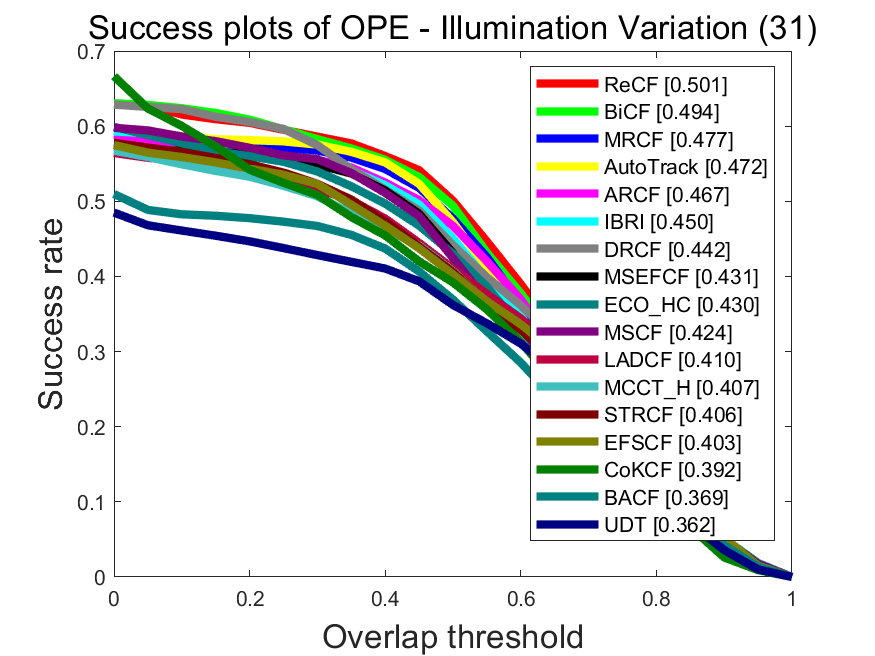 Success plots of OPE - Illumination Variation (31)
0.7
0.6
0.5
0.4
0.3
0.2
0.1
0
Success rate
ReCF [0.501]
BiCF [0.494]
MRCF [0.477]
AutoTrack [0.472]
ARCF [0.467]
IBRI [0.450]
DRCF [0.442]
MSEFCF [0.431]
ECO_HC [0.430]
MSCF [0.424]
LADCF [0.410]
MCCT_H [0.407]
STRCF [0.406]
EFSCF [0.403]
CoKCF [0.392]
BACF [0.369]
UDT [0.362]
0 0.2 0.4 0.6 0.8 1
Overlap threshold